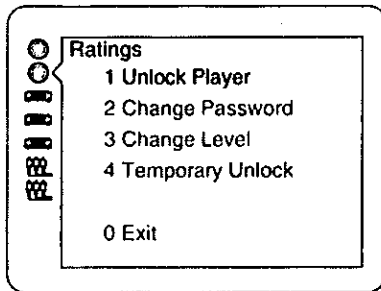 Ratings
1 Unlock Player
2 Change Password
3 Change Level
4 Temporary Unlock
0 Exit